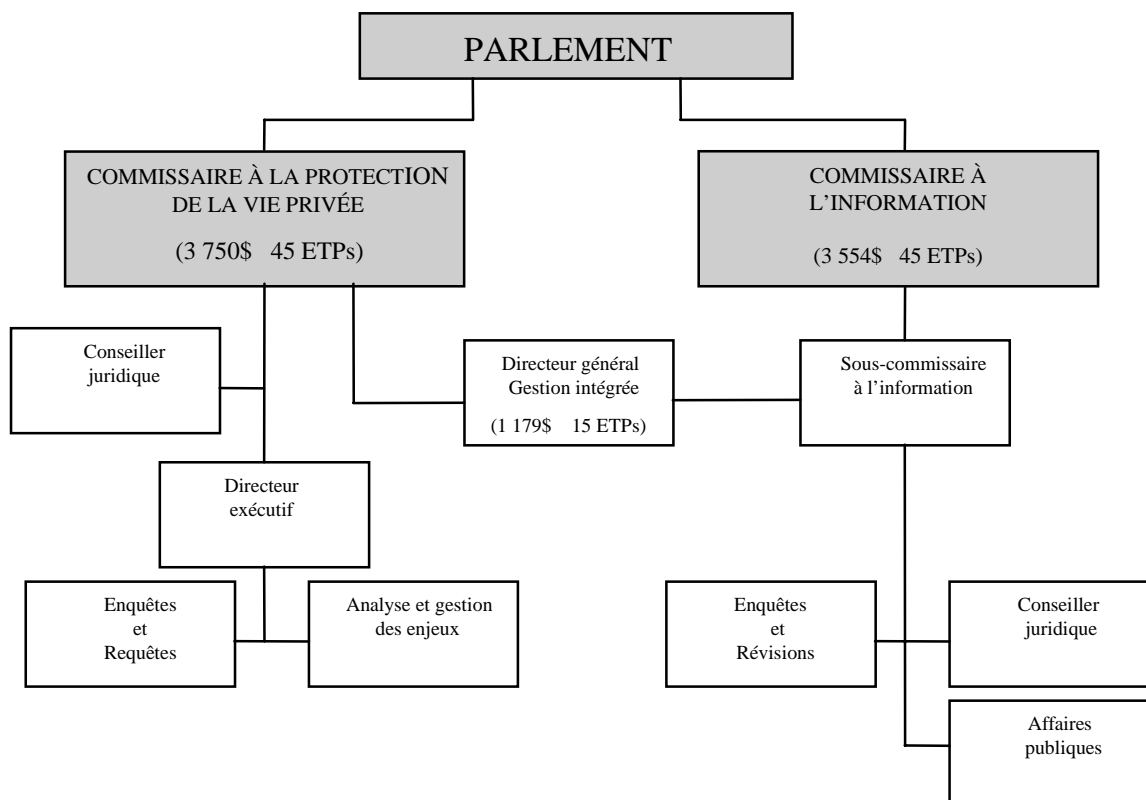 PARLEMENT
COMMISSAIRE À LA PROTECTION
DE LA VIE PRIVÉE
(3 750$ 45 ETPs)
COMMISSAIRE À
L’INFORMATION
(3 554$ 45 ETPs)
Conseiller
juridique
Directeur général
Gestion intégrée
(1 179$ 15 ETPs)
Sous-commissaire
à l’information
Directeur
exécutif
Enquêtes
et
Requêtes
Analyse et gestion
des enjeux
Enquêtes
et
Révisions
Conseiller
juridique
Affaires
publiques